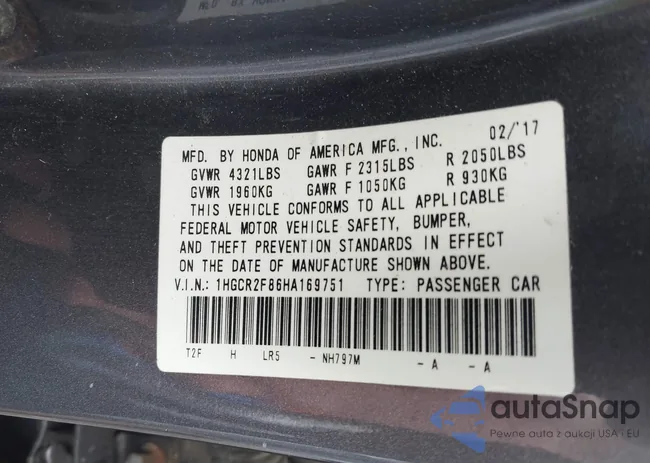 MFD. BY HONDA OF AMERICA MFG., INC. 02/'17
GVWR 4321LBS GAWR F 2315LBS R 2050LBS
GVWR 1960KG GAWR F 1050KG R 930KG
THIS VEHICLE CONFORMS TO ALL APPLICABLE
FEDERAL MOTOR VEHICLE SAFETY, BUMPER,
AND THEFT PREVENTION STANDARDS IN EFFECT
ON THE DATE OF MANUFACTURE SHOWN ABOVE.
V.I.N.: 1HGCR2F86HA169751 TYPE: PASSENGER CAR
T2F H LR5 - NH797M - A - A
autaSnap
Pewne auta z aukcji USA i EU